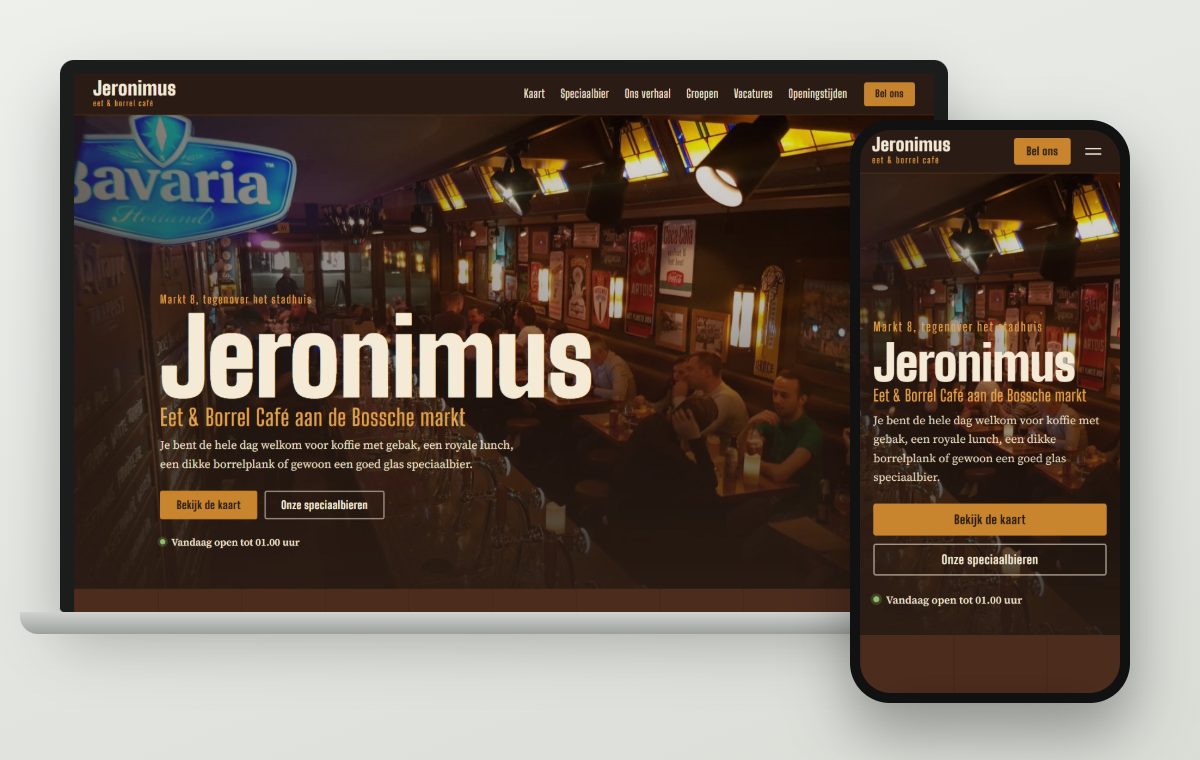 Jeronimus
eet & borrel café
Kaart Speciaalbier Ons verhaal Groepen Vacatures Openingstijden Bel ons
Bavaria
Holland
Coca-Cola
ARTOIS
Markt 8, tegenover het stadhuis
Jeronimus
Eet & Borrel Café aan de Bossche markt
Je bent de hele dag welkom voor koffie met gebak, een royale lunch,
een dikke borrelplank of gewoon een goed glas speciaalbier.
Bekijk de kaart
Onze speciaalbieren
Vandaag open tot 01.00 uur
Jeronimus
eet & borrel café
Bel ons
Markt 8, tegenover het stadhuis
Jeronimus
Eet & Borrel Café aan de Bossche markt
Je bent de hele dag welkom voor koffie met
gebak, een royale lunch, een dikke
borrelplank of gewoon een goed glas
speciaalbier.
Bekijk de kaart
Onze speciaalbieren
Vandaag open tot 01.00 uur